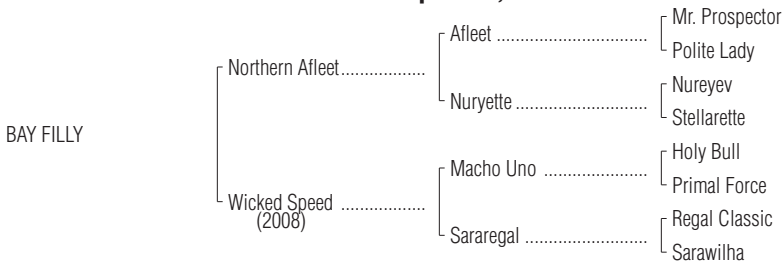 Mr. Prospector
Afleet
Polite Lady
Northern Afleet
Nureyev
Nuryette
Stellarette
BAY FILLY
Holy Bull
Macho Uno
Primal Force
Wicked Speed
(2008)
Regal Classic
Sararegal
Sarawilha